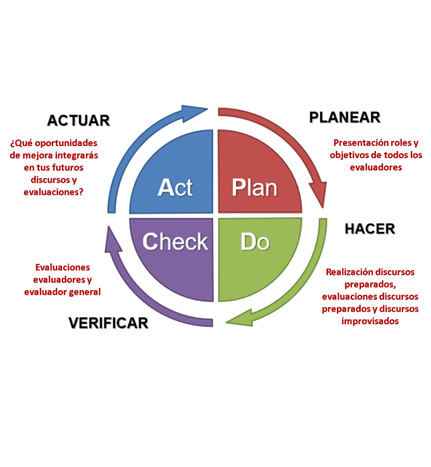 ACTUAR
¿Qué oportunidades
de mejora integrarás
en tus futuros
discursos y
evaluaciones?
PLANEAR
Presentación roles y
objetivos de todos los
evaluadores
Act
Plan
Check
Do
HACER
Realización discursos
preparados,
evaluaciones discursos
preparados y discursos
improvisados
Evaluaciones
evaluadores y
evaluador general
VERIFICAR